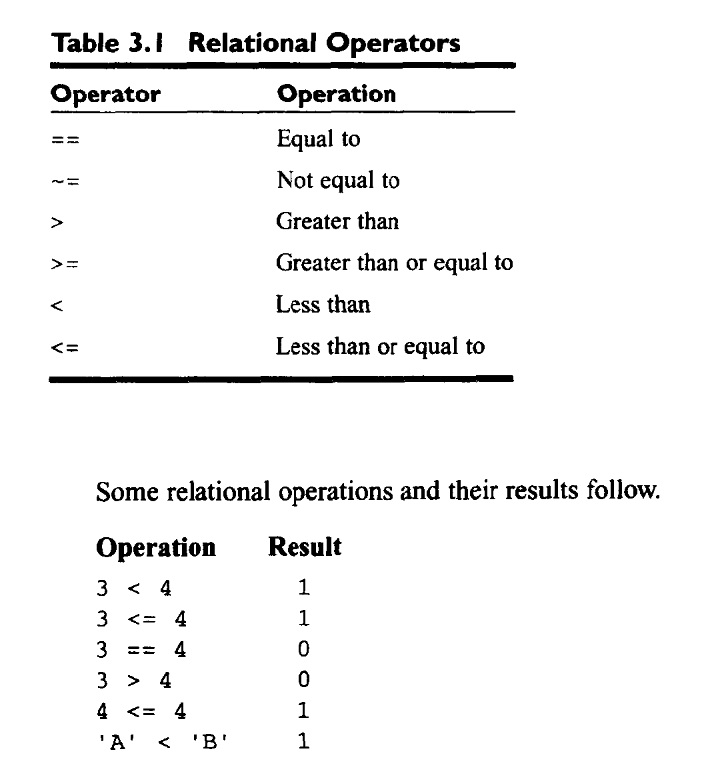 Table 3.1 Relational Operators
Operator Operation
== Equal to
~= Not equal to
> Greater than
>= Greater than or equal to
< Less than
<= Less than or equal to
Some relational operations and their results follow.
Operation Result
3 < 4 1
3 <= 4 1
3 == 4 0
3 > 4 0
4 <= 4 1
'A' < 'B' 1